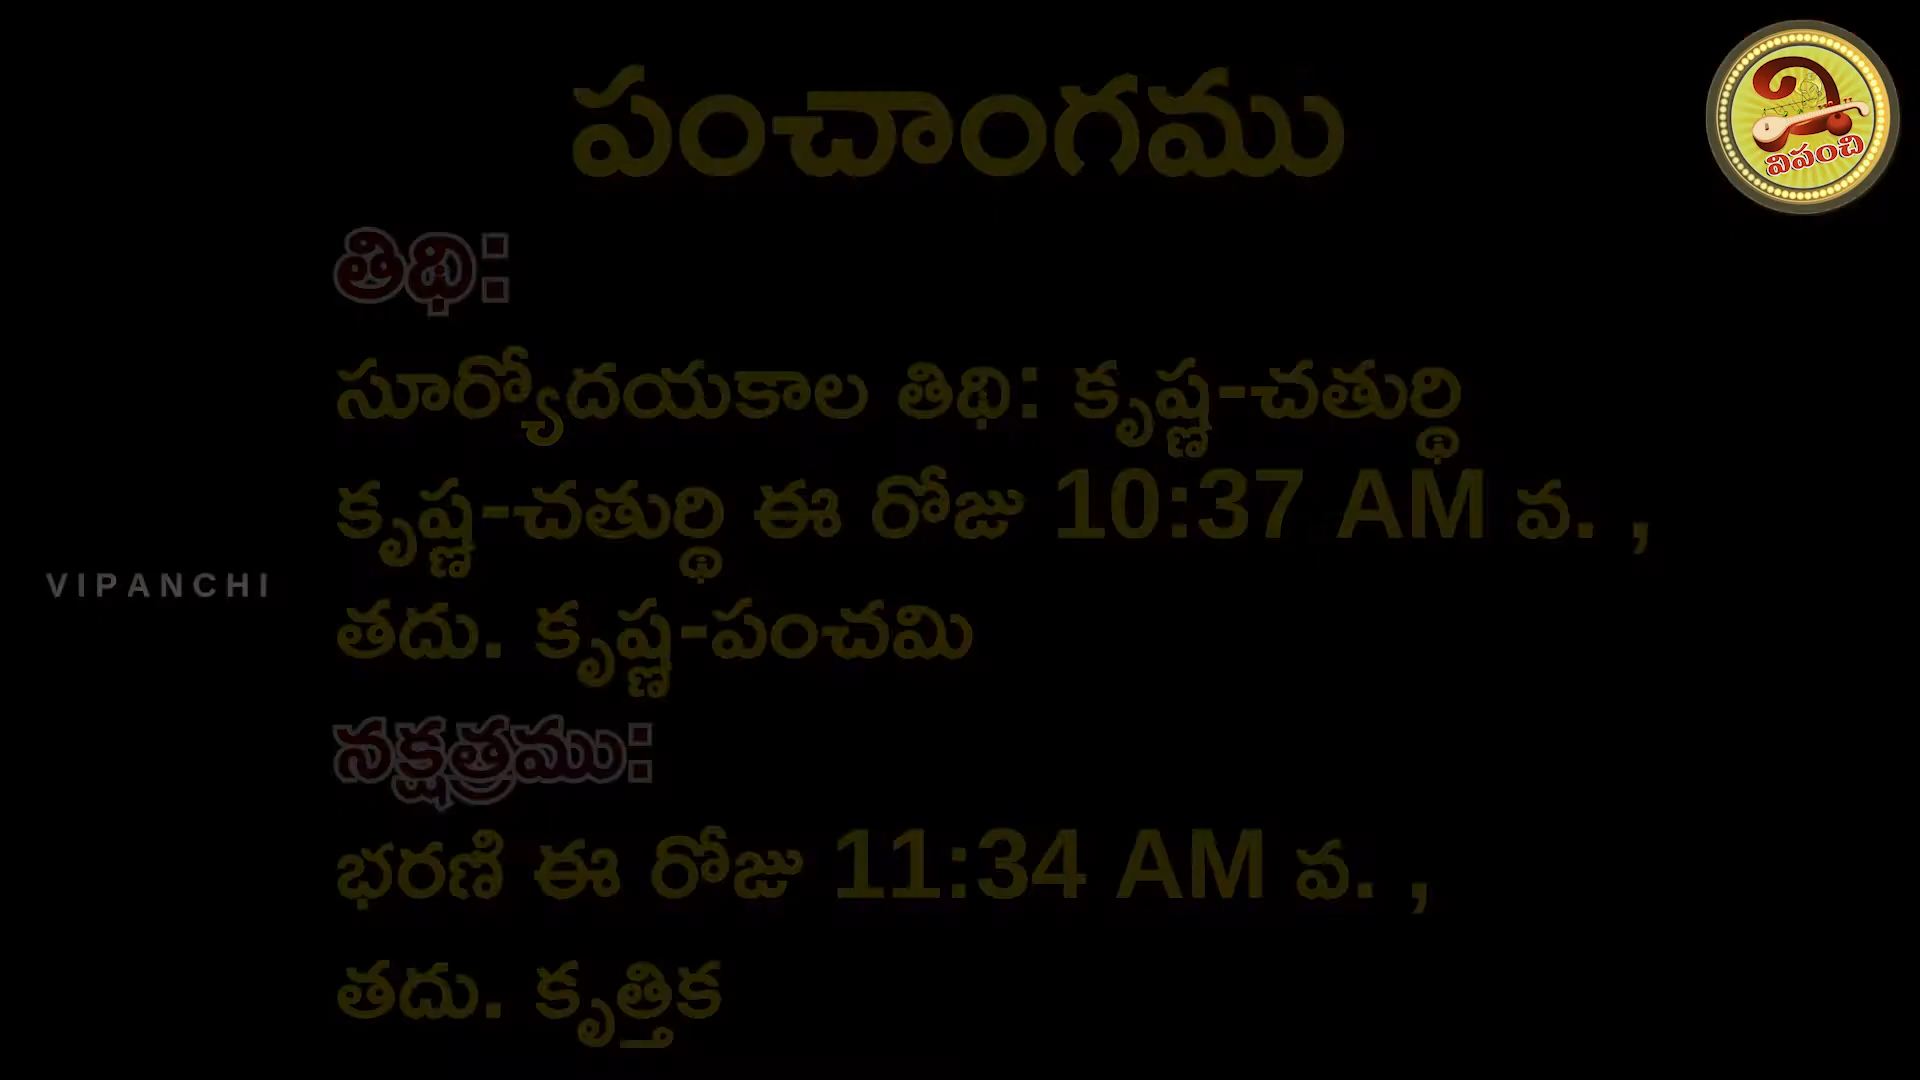 పంచాంగము
విపంచి
తిథి:
సూర్యోదయకాల తిథి: కృష్ణ-చతుర్థి
కృష్ణ-చతుర్థి ఈ రోజు 10:37 AM వ. ,
VIPANCHI
తదు. కృష్ణ-పంచమి
నక్షత్రము:
భరణి ఈ రోజు 11:34 AM వ. ,
తదు. కృత్తిక